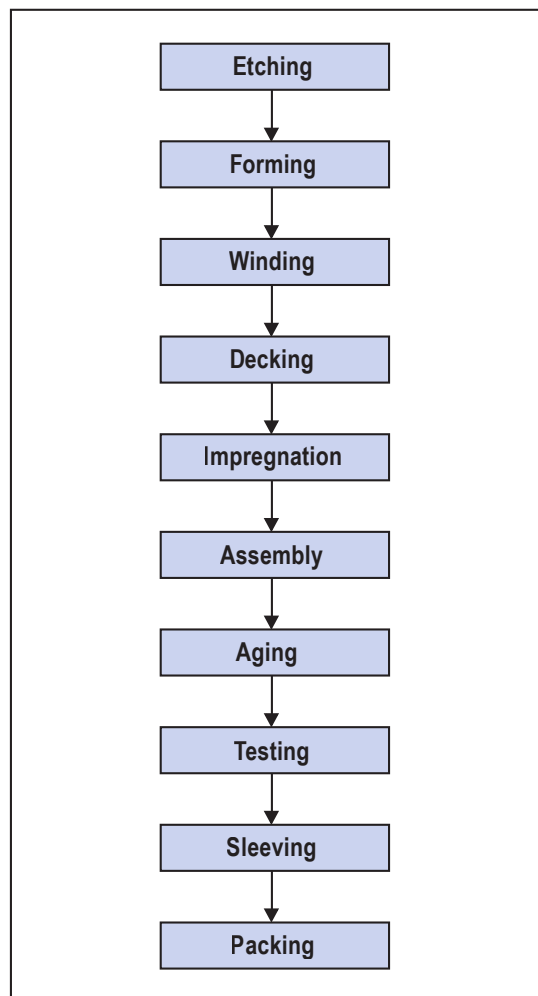 Etching
Forming
Winding
Decking
Impregnation
Assembly
Aging
Testing
Sleeving
Packing